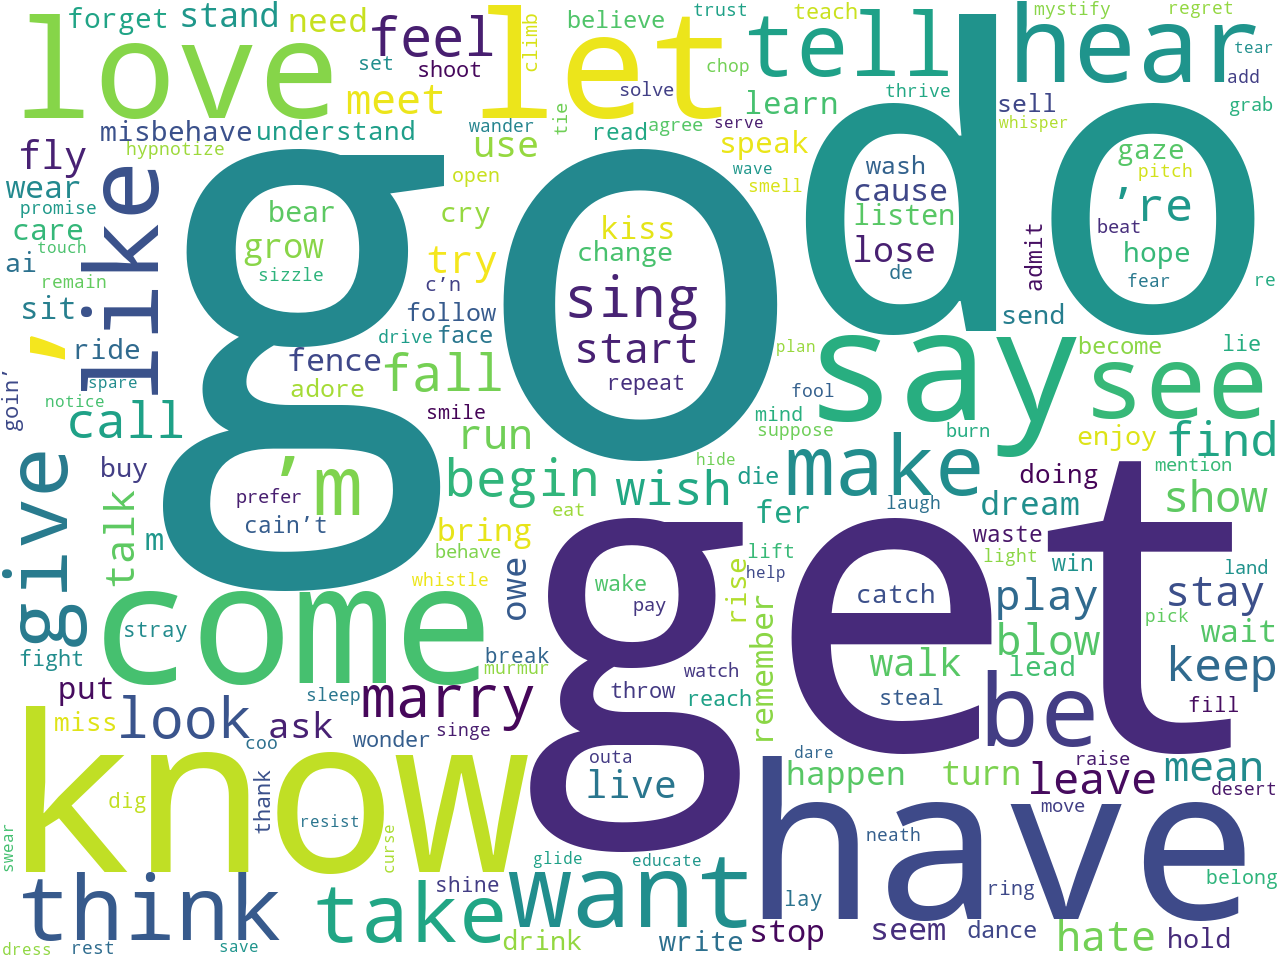 love
forget
stand
need
feel
set
shoot
meet
let
climb
believe
solve
chop
trust
tell
teach
learn
thrive
hear
mystify
regret
tear
add
grab
sell
whisper
misbehave
understand
hypnotize
wander
use
tie
read
agree
serve
speak
wave
smell
fly
wear
promise
care
touch
ai
remain
sit
like
’
ride
spare
goin’
notice
call
give
go
bear
grow
sizzle
open
cry
try
c’n
follow
drive
face
fence
adore
fall
smile
run
kiss
change
sing
start
repeat
do
wash
cause
listen
lose
de
gaze
pitch
’re
beat
hope
fear
admit
send
re
plan
say
become
lie
see
fool
mind
suppose
burn
enjoy
find
’m
prefer
cain’t
begin
wish
hide
die
make
doing
mention
show
buy
talk
m
bring
behave
eat
fer
laugh
dream
waste
light
win
land
whistle
owe
get
wake
pay
lift
help
rise
catch
play
stay
pick
come
stray
fight
break
murmur
watch
throw
reach
remember
walk
blow
lead
steal
wait
keep
put
miss
look
ask
sleep
marry
singe
wonder
coo
be
fill
know
dig
thank
resist
curse
swear
outa
live
dare
happen
turn
leave
raise
mean
desert
move
have
neath
think
take
shine
glide
educate
want
lay
ring
belong
dress
rest
save
drink
write
stop
seem
dance
hate
hold